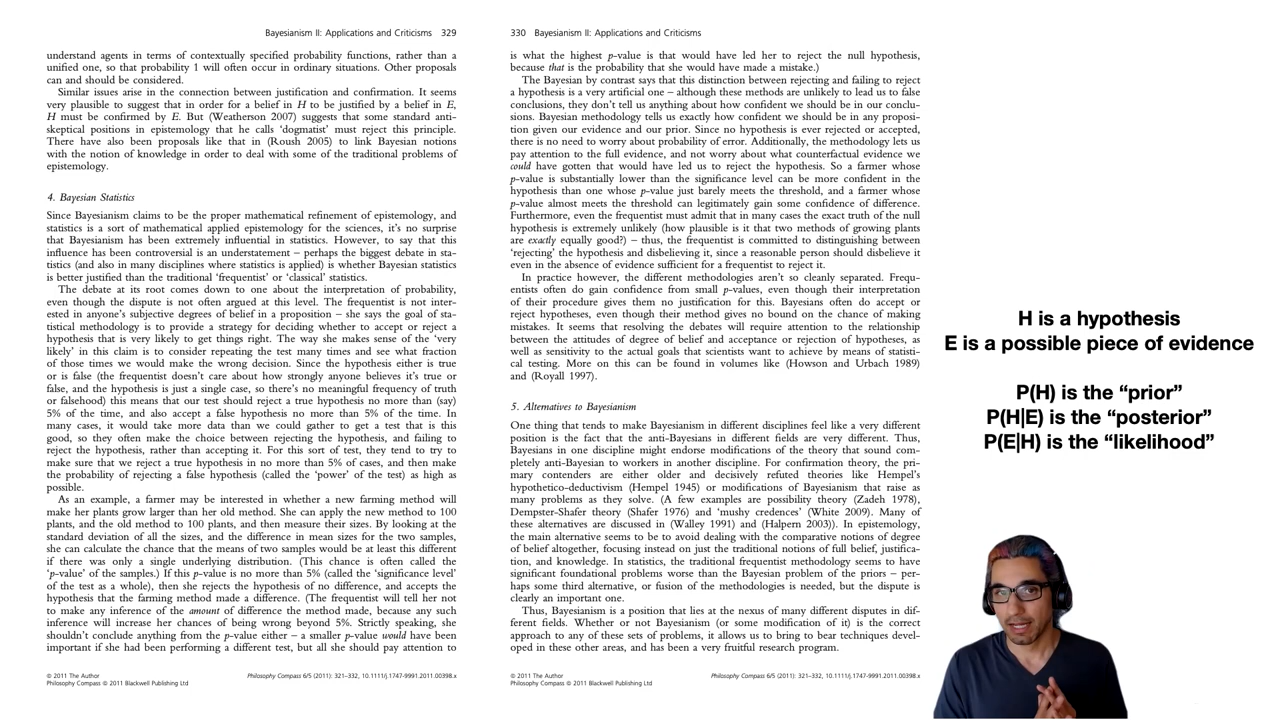 Bayesianism II: Applications and Criticisms 329
understand agents in terms of contextually specified probability functions, rather than a
unified one, so that probability 1 will often occur in ordinary situations. Other proposals
can and should be considered.
Similar issues arise in the connection between justification and confirmation. It seems
very plausible to suggest that in order for a belief in H to be justified by a belief in E,
H must be confirmed by E. But (Weatherson 2007) suggests that some standard anti-
skeptical positions in epistemology that he calls ‘dogmatist’ must reject this principle.
There have also been proposals like that in (Roush 2005) to link Bayesian notions
with the notion of knowledge in order to deal with some of the traditional problems of
epistemology.
4. Bayesian Statistics
Since Bayesianism claims to be the proper mathematical refinement of epistemology, and
statistics is a sort of mathematical applied epistemology for the sciences, it’s no surprise
that Bayesianism has been extremely influential in statistics. However, to say that this
influence has been controversial is an understatement – perhaps the biggest debate in sta-
tistics (and also in many disciplines where statistics is applied) is whether Bayesian statistics
is better justified than the traditional ‘frequentist’ or ‘classical’ statistics.
The debate at its root comes down to one about the interpretation of probability,
even though the dispute is not often argued at this level. The frequentist is not inter-
ested in anyone’s subjective degrees of belief in a proposition – she says the goal of sta-
tistical methodology is to provide a strategy for deciding whether to accept or reject a
hypothesis that is very likely to get things right. The way she makes sense of the ‘very
likely’ in this claim is to consider repeating the test many times and see what fraction
of those times we would make the wrong decision. Since the hypothesis either is true
or is false (the frequentist doesn’t care about how strongly anyone believes it’s true or
false, and the hypothesis is just a single case, so there’s no meaningful frequency of truth
or falsehood) this means that our test should reject a true hypothesis no more than (say)
5% of the time, and also accept a false hypothesis no more than 5% of the time. In
many cases, it would take more data than we could gather to get a test that is this
good, so they often make the choice between rejecting the hypothesis, and failing to
reject the hypothesis, rather than accepting it. For this sort of test, they tend to try to
make sure that we reject a true hypothesis in no more than 5% of cases, and then make
the probability of rejecting a false hypothesis (called the ‘power’ of the test) as high as
possible.
As an example, a farmer may be interested in whether a new farming method will
make her plants grow larger than her old method. She can apply the new method to 100
plants, and the old method to 100 plants, and then measure their sizes. By looking at the
standard deviation of all the sizes, and the difference in mean sizes for the two samples,
she can calculate the chance that the means of two samples would be at least this different
if there was only a single underlying distribution. (This chance is often called the
‘p-value’ of the samples.) If this p-value is no more than 5% (called the ‘significance level’
of the test as a whole), then she rejects the hypothesis of no difference, and accepts the
hypothesis that the farming method made a difference. (The frequentist will tell her not
to make any inference of the amount of difference the method made, because any such
inference will increase her chances of being wrong beyond 5%. Strictly speaking, she
shouldn’t conclude anything from the p-value either – a smaller p-value would have been
important if she had been performing a different test, but all she should pay attention to
© 2011 The Author Philosophy Compass 6/5 (2011): 321–332, 10.1111/j.1747-9991.2011.00398.x
Philosophy Compass © 2011 Blackwell Publishing Ltd
330 Bayesianism II: Applications and Criticisms
is what the highest p-value is that would have led her to reject the null hypothesis,
because that is the probability that she would have made a mistake.)
The Bayesian by contrast says that this distinction between rejecting and failing to reject
a hypothesis is a very artificial one – although these methods are unlikely to lead us to false
conclusions, they don’t tell us anything about how confident we should be in our conclu-
sions. Bayesian methodology tells us exactly how confident we should be in any proposi-
tion given our evidence and our prior. Since no hypothesis is ever rejected or accepted,
there is no need to worry about probability of error. Additionally, the methodology lets us
pay attention to the full evidence, and not worry about what counterfactual evidence we
could have gotten that would have led us to reject the hypothesis. So a farmer whose
p-value is substantially lower than the significance level can be more confident in the
hypothesis than one whose p-value just barely meets the threshold, and a farmer whose
p-value almost meets the threshold can legitimately gain some confidence of difference.
Furthermore, even the frequentist must admit that in many cases the exact truth of the null
hypothesis is extremely unlikely (how plausible is it that two methods of growing plants
are exactly equally good?) – thus, the frequentist is committed to distinguishing between
‘rejecting’ the hypothesis and disbelieving it, since a reasonable person should disbelieve it
even in the absence of evidence sufficient for a frequentist to reject it.
In practice however, the different methodologies aren’t so cleanly separated. Frequ-
entists often do gain confidence from small p-values, even though their interpretation
of their procedure gives them no justification for this. Bayesians often do accept or
reject hypotheses, even though their method gives no bound on the chance of making
mistakes. It seems that resolving the debates will require attention to the relationship
between the attitudes of degree of belief and acceptance or rejection of hypotheses, as
well as sensitivity to the actual goals that scientists want to achieve by means of statisti-
cal testing. More on this can be found in volumes like (Howson and Urbach 1989)
and (Royall 1997).
5. Alternatives to Bayesianism
One thing that tends to make Bayesianism in different disciplines feel like a very different
position is the fact that the anti-Bayesians in different fields are very different. Thus,
Bayesians in one discipline might endorse modifications of the theory that sound com-
pletely anti-Bayesian to workers in another discipline. For confirmation theory, the pri-
mary contenders are either older and decisively refuted theories like Hempel’s
hypothetico-deductivism (Hempel 1945) or modifications of Bayesianism that raise as
many problems as they solve. (A few examples are possibility theory (Zadeh 1978),
Dempster-Shafer theory (Shafer 1976) and ‘mushy credences’ (White 2009). Many of
these alternatives are discussed in (Walley 1991) and (Halpern 2003)). In epistemology,
the main alternative seems to be to avoid dealing with the comparative notions of degree
of belief altogether, focusing instead on just the traditional notions of full belief, justifica-
tion, and knowledge. In statistics, the traditional frequentist methodology seems to have
significant foundational problems worse than the Bayesian problem of the priors – per-
haps some third alternative, or fusion of the methodologies is needed, but the dispute is
clearly an important one.
Thus, Bayesianism is a position that lies at the nexus of many different disputes in dif-
ferent fields. Whether or not Bayesianism (or some modification of it) is the correct
approach to any of these sets of problems, it allows us to bring to bear techniques devel-
oped in these other areas, and has been a very fruitful research program.
© 2011 The Author Philosophy Compass 6/5 (2011): 321–332, 10.1111/j.1747-9991.2011.00398.x
Philosophy Compass © 2011 Blackwell Publishing Ltd
H is a hypothesis
E is a possible piece of evidence
P(H) is the “prior”
P(H|E) is the “posterior”
P(E|H) is the “likelihood”